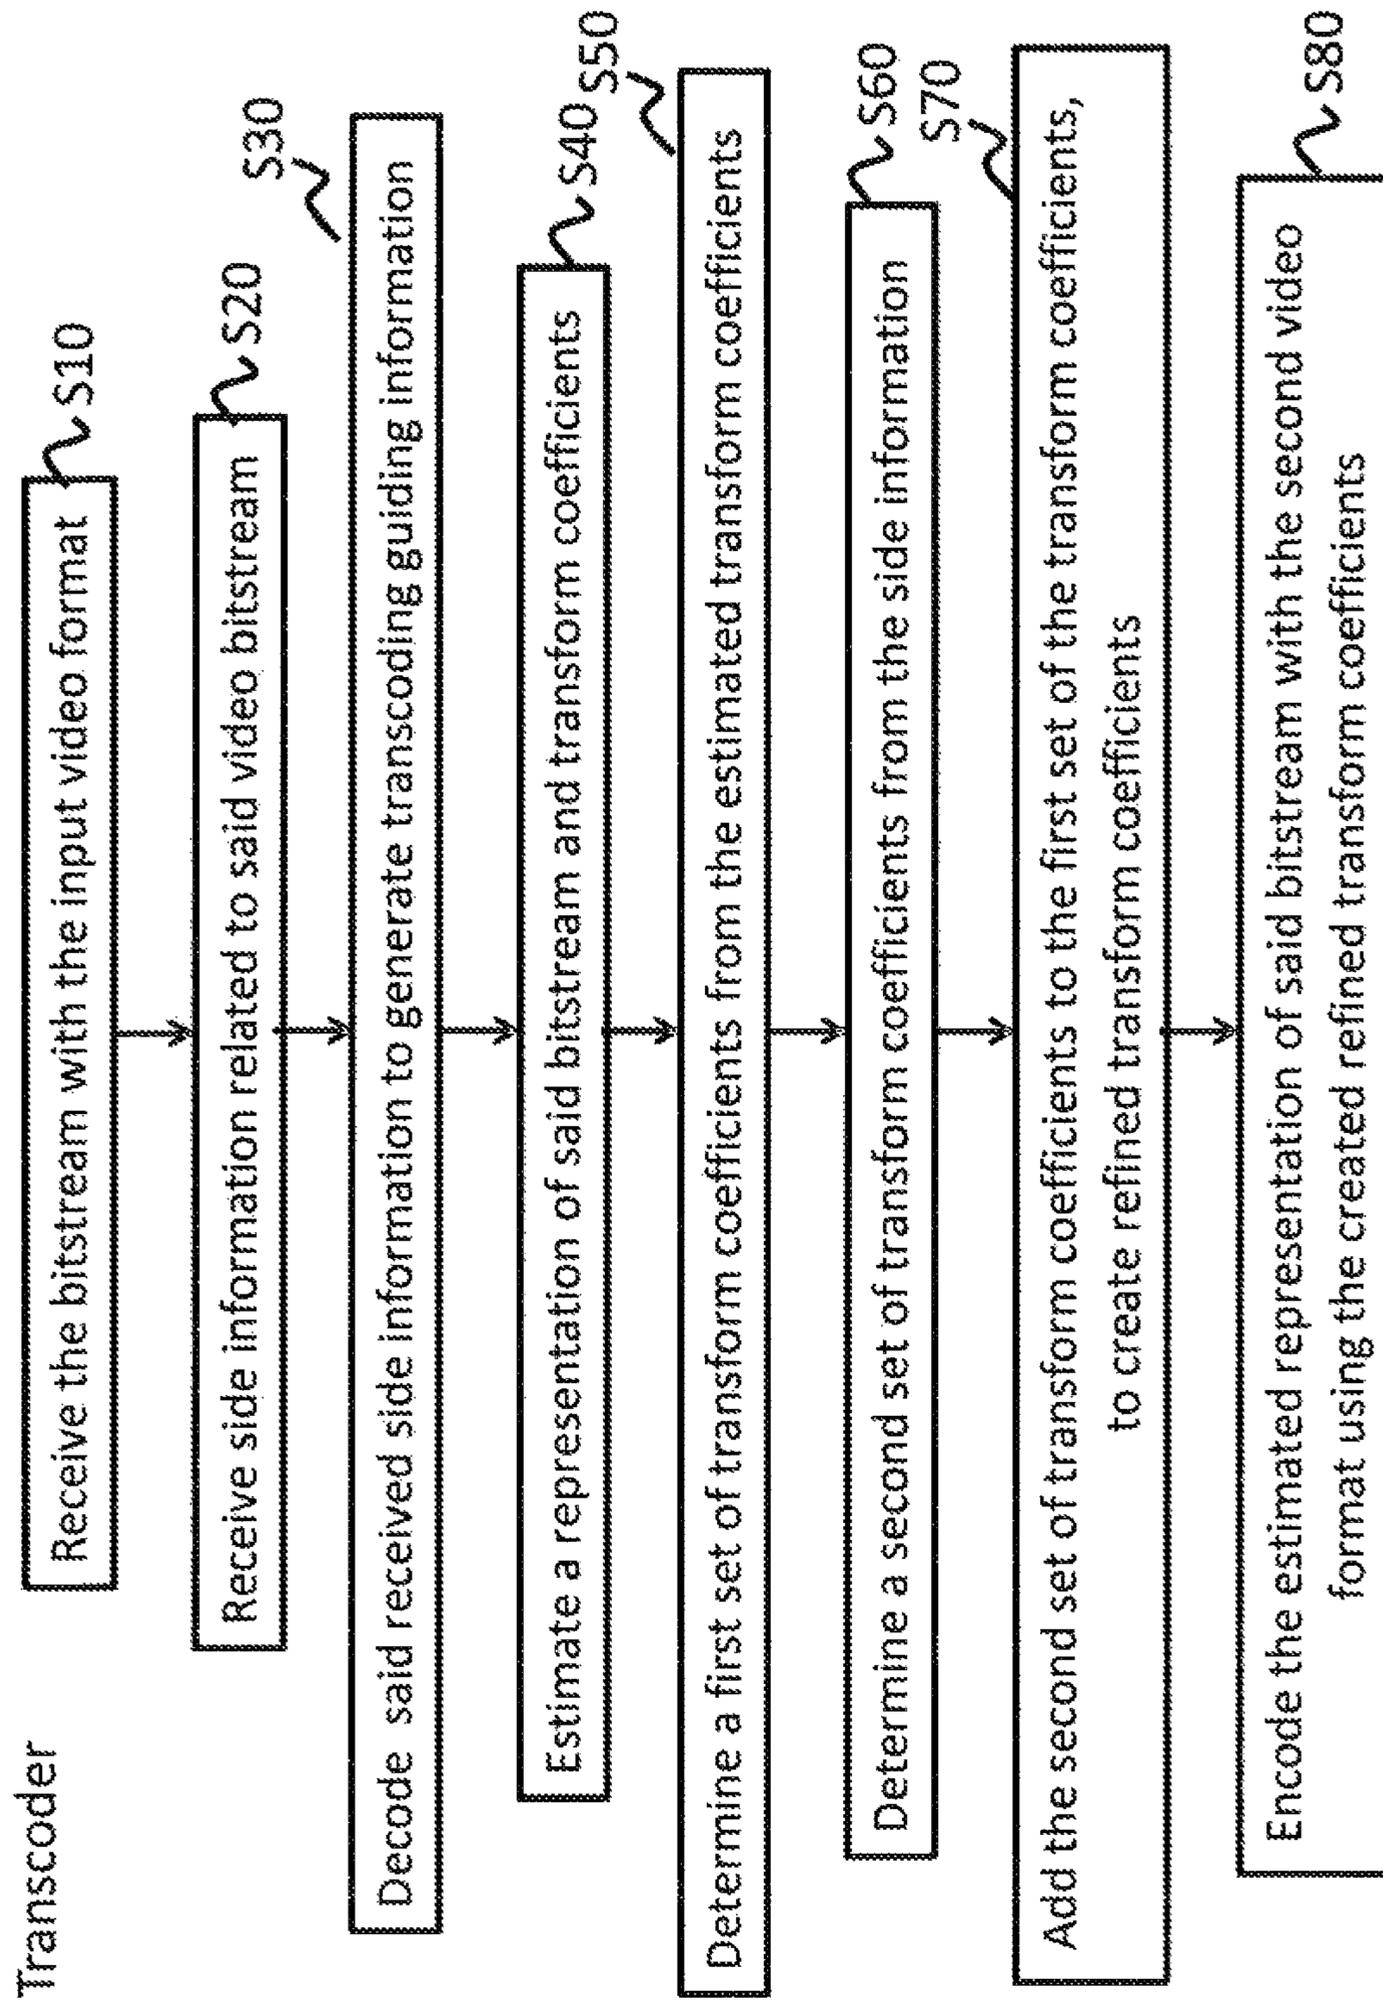 Transcoder
Receive the bitstream with the input video format
S10
Receive side information related to said video bitstream
S20
Decode said received side information to generate transcoding guiding information
S30
Estimate a representation of said bitstream and transform coefficients
S40
Determine a first set of transform coefficients from the estimated transform coefficients
S50
Determine a second set of transform coefficients from the side information
S60
Add the second set of transform coefficients to the first set of the transform coefficients,
to create refined transform coefficients
S70
Encode the estimated representation of said bitstream with the second video
format using the created refined transform coefficients
S80